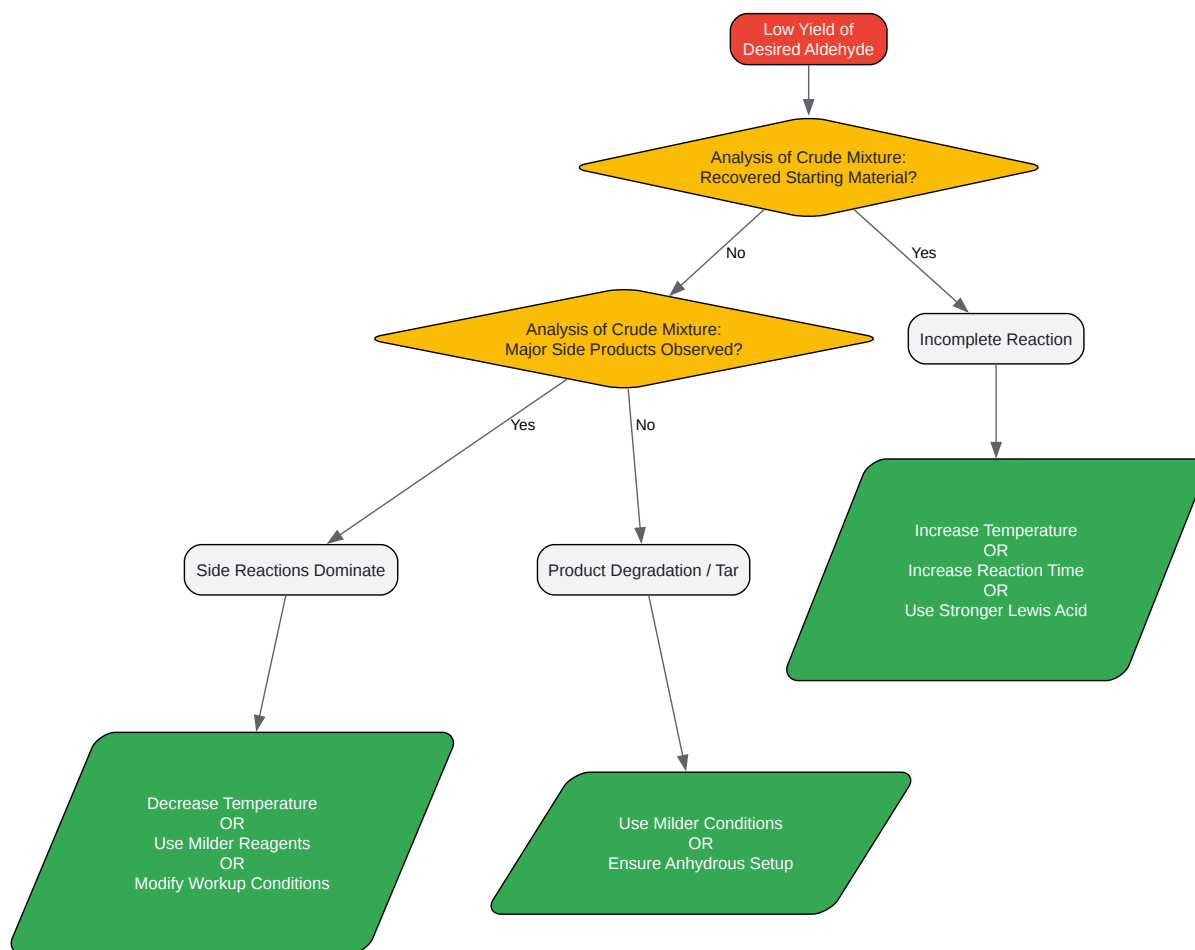 Low Yield of
Desired Aldehyde
Analysis of Crude Mixture:
Recovered Starting Material?
No
Yes
Analysis of Crude Mixture:
Major Side Products Observed?
Incomplete Reaction
Yes
No
Side Reactions Dominate
Product Degradation / Tar
Increase Temperature
OR
Increase Reaction Time
OR
Use Stronger Lewis Acid
Decrease Temperature
OR
Use Milder Reagents
OR
Modify Workup Conditions
Use Milder Conditions
OR
Ensure Anhydrous Setup